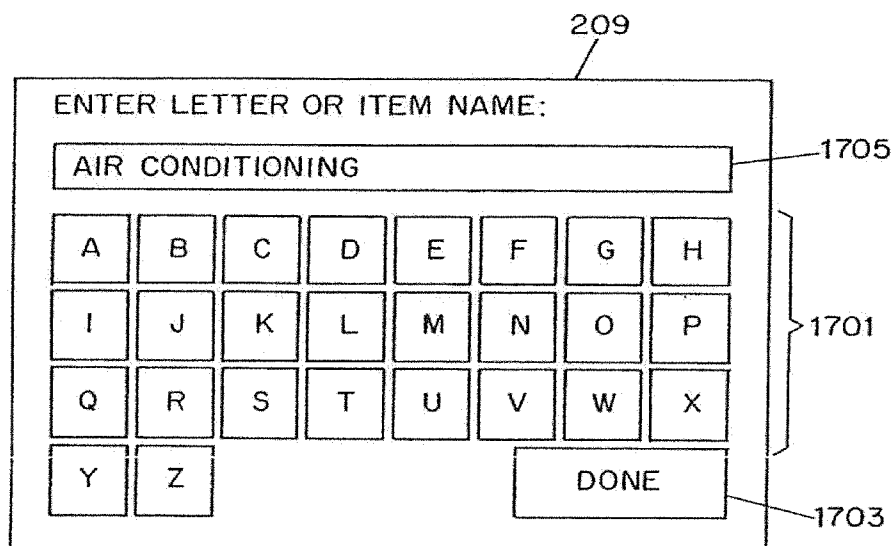 209
ENTER LETTER OR ITEM NAME:
AIR CONDITIONING
1705
A B C D E F G H
I J K L M N O P
1701
Q R S T U V W X
Y Z DONE
1703